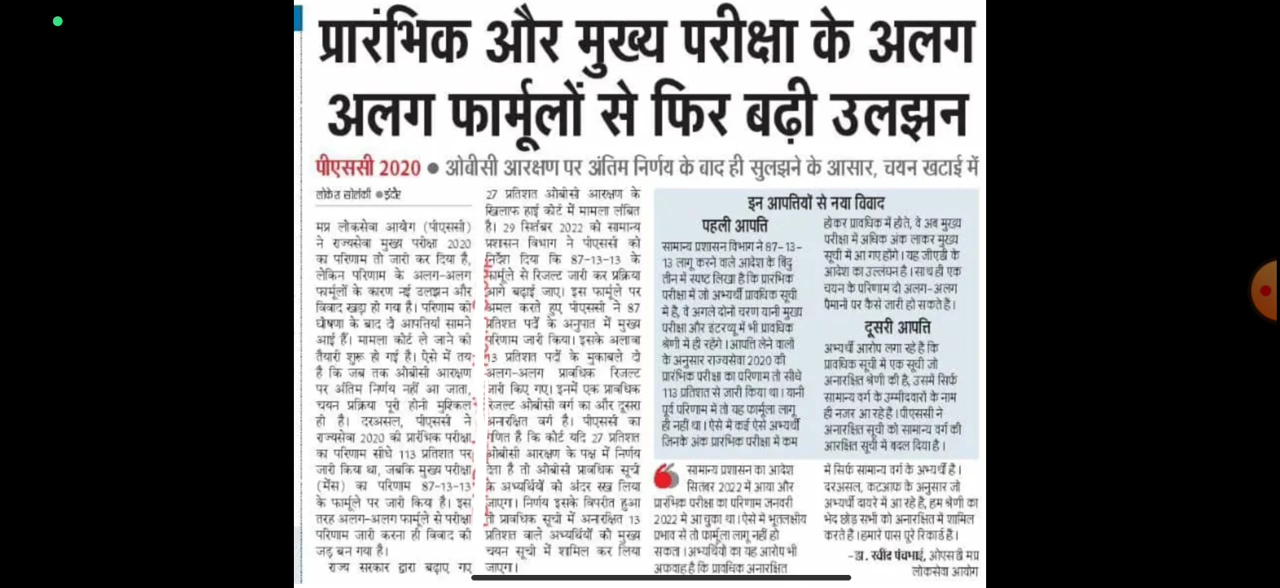 प्रारंभिक और मुख्य परीक्षा के अलग
अलग फार्मूलों से फिर बढ़ी उलझन
पीएससी 2020 ● ओबीसी आरक्षण पर अंतिम निर्णय के बाद ही सुलझने के आसार, चयन खटाई में
लोकेश सोलंकी ●इंदौर
मप्र लोकसेवा आयोग (पीएससी)
ने राज्यसेवा मुख्य परीक्षा 2020
का परिणाम तो जारी कर दिया है,
लेकिन परिणाम के अलग-अलग
फार्मूलों के कारण नई उलझन और
विवाद खड़ा हो गया है। परिणाम की
घोषणा के बाद दो आपत्तियां सामने
आई हैं। मामला कोर्ट ले जाने की
तैयारी शुरू हो गई है। ऐसे में तय
है कि जब तक ओबीसी आरक्षण
पर अंतिम निर्णय नहीं आ जाता,
चयन प्रक्रिया पूरी होनी मुश्किल
हो है। दरअसल, पीएससी ने
राज्यसेवा 2020 की प्रारंभिक परीक्षा
का परिणाम सीधे 113 प्रतिशत पर
जारी किया था, जबकि मुख्य परीक्षा
(मेंस) का परिणाम 87-13-13
के फार्मूले पर जारी किया है। इस
तरह अलग-अलग फार्मूले से परीक्षा
परिणाम जारी करना ही विवाद की
जड़ बन गया है।
राज्य सरकार द्वारा बढ़ाए गए
27 प्रतिशत ओबीसी आरक्षण के
खिलाफ हाई कोर्ट में मामला लंबित
है। 29 सितंबर 2022 को सामान्य
प्रशासन विभाग ने पीएससी को
निर्देश दिया कि 87-13-13 के
फार्मूले से रिजल्ट जारी कर प्रक्रिया
आगे बढ़ाई जाए। इस फार्मूले पर
अमल करते हुए पीएससी ने 87
प्रतिशत पदों के अनुपात में मुख्य
परिणाम जारी किया। इसके अलावा
13 प्रतिशत पदों के मुकाबले दो
अलग-अलग प्रावधिक रिजल्ट
जारी किए गए। इनमें एक प्रावधिक
रिजल्ट ओबीसी वर्ग का और दूसरा
अनारक्षित वर्ग है। पीएससी का
गणित है कि कोर्ट यदि 27 प्रतिशत
ओबीसी आरक्षण के पक्ष में निर्णय
देता है तो ओबीसी प्रावधिक सूची
के अभ्यर्थियों को अंदर रख लिया
जाएगा। निर्णय इसके विपरीत हुआ
तो प्रावधिक सूची में अनारक्षित 13
प्रतिशत वाले अभ्यर्थियों को मुख्य
चयन सूची में शामिल कर लिया
जाएगा।
इन आपत्तियों से नया विवाद
पहली आपत्ति
सामान्य प्रशासन विभाग ने 87-13-
13 लागू करने वाले आदेश के बिंदु
तीन में स्पष्ट लिखा है कि प्रारंभिक
परीक्षा में जो अभ्यर्थी प्रावधिक सूची
में है, वे अगले दोनों चरण यानी मुख्य
परीक्षा और इंटरव्यू में भी प्रावधिक
श्रेणी में ही रहेंगे। आपत्ति लेने वालों
के अनुसार राज्यसेवा 2020 की
प्रारंभिक परीक्षा का परिणाम तो सीधे
113 प्रतिशत से जारी किया था। यानी
पूर्व परिणाम में तो यह फार्मूला लागू
ही नहीं था। ऐसे में कई ऐसे अभ्यर्थी
जिनके अंक प्रारंभिक परीक्षा में कम
होकर प्रावधिक में होते, वे अब मुख्य
परीक्षा में अधिक अंक लाकर मुख्य
सूची में आ गए होंगे। यह जीएडी के
आदेश का उल्लंघन है। साथ ही एक
चयन के परिणाम दो अलग-अलग
पैमानों पर कैसे जारी हो सकते हैं।
दूसरी आपत्ति
अभ्यर्थी आरोप लगा रहे हैं कि
प्रावधिक सूची में एक सूची जो
अनारक्षित श्रेणी की है, उसमें सिर्फ
सामान्य वर्ग के उम्मीदवारों के नाम
ही नजर आ रहे हैं। पीएससी ने
अनारक्षित सूची को सामान्य वर्ग की
आरक्षित सूची में बदल दिया है।
सामान्य प्रशासन का आदेश
सितंबर 2022 में आया और
प्रारंभिक परीक्षा का परिणाम जनवरी
2022 में आ चुका था। ऐसे में भूतलक्षीय
प्रभाव से तो फार्मूला लागू नहीं हो
सकता। अभ्यर्थियों का यह आरोप भी
अफवाह है कि प्रावधिक अनारक्षित
में सिर्फ सामान्य वर्ग के अभ्यर्थी है।
दरअसल, कटआफ के अनुसार जो
अभ्यर्थी दायरे में आ रहे हैं, हम श्रेणी का
भेद छोड़ सभी को अनारक्षित में शामिल
करते है। हमारे पास पूरे रिकार्ड है।
-डा. रवींद्र पंचभाई, ओएसडी मप्र
लोकसेवा आयोग